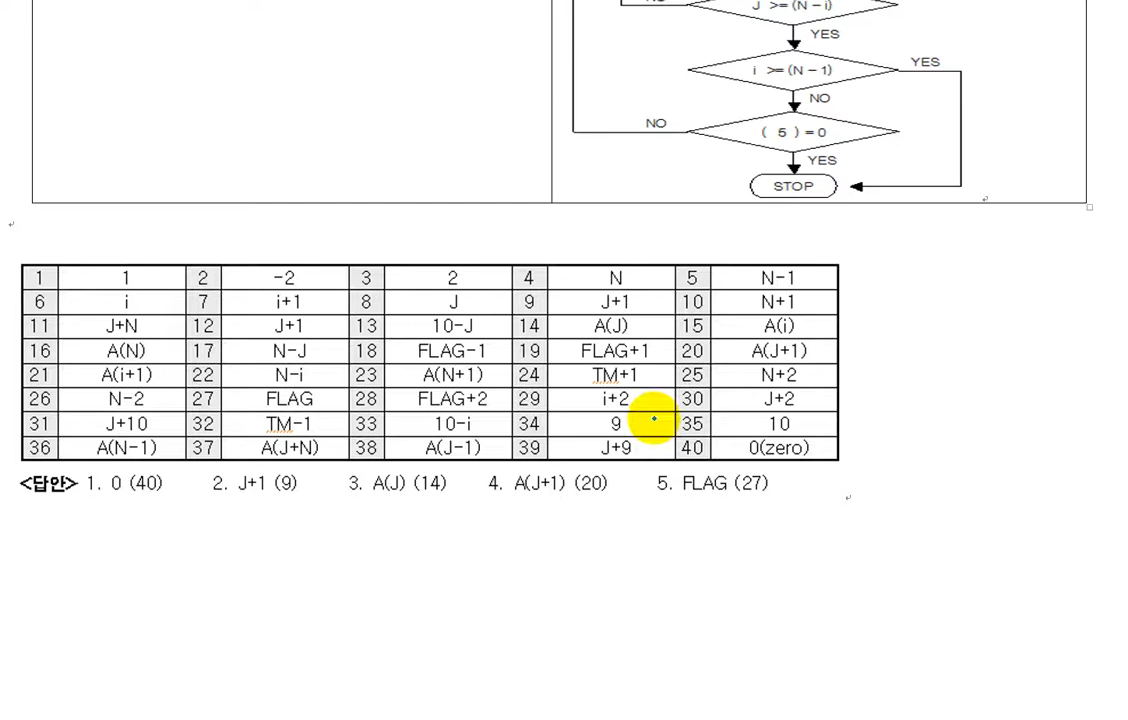 NO
J >=(N-i)
YES
i >=(N-1)
YES
NO
( 5 )=0
NO
YES
STOP
1 1 2 -2 3 2 4 N 5 N-1
6 i 7 i+1 8 J 9 J+1 10 N+1
11 J+N 12 J+1 13 10-J 14 A(J) 15 A(i)
16 A(N) 17 N-J 18 FLAG-1 19 FLAG+1 20 A(J+1)
21 A(i+1) 22 N-i 23 A(N+1) 24 TM+1 25 N+2
26 N-2 27 FLAG 28 FLAG+2 29 i+2 30 J+2
31 J+10 32 TM-1 33 10-i 34 9 35 10
36 A(N-1) 37 A(J+N) 38 A(J-1) 39 J+9 40 0(zero)
<답안> 1. 0 (40) 2. J+1 (9) 3. A(J) (14) 4. A(J+1) (20) 5. FLAG (27)